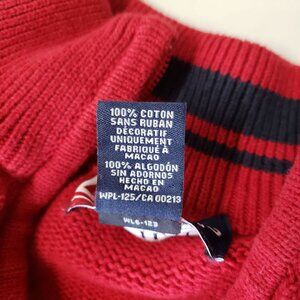 100% COTON
SANS RUBAN
DÉCORATIF
UNIQUEMENT
FABRIQUÉ À
MACAO
100% ALGODÓN
SIN ADORNOS
HECHO EN
MACAO
WPL-125/CA 00213